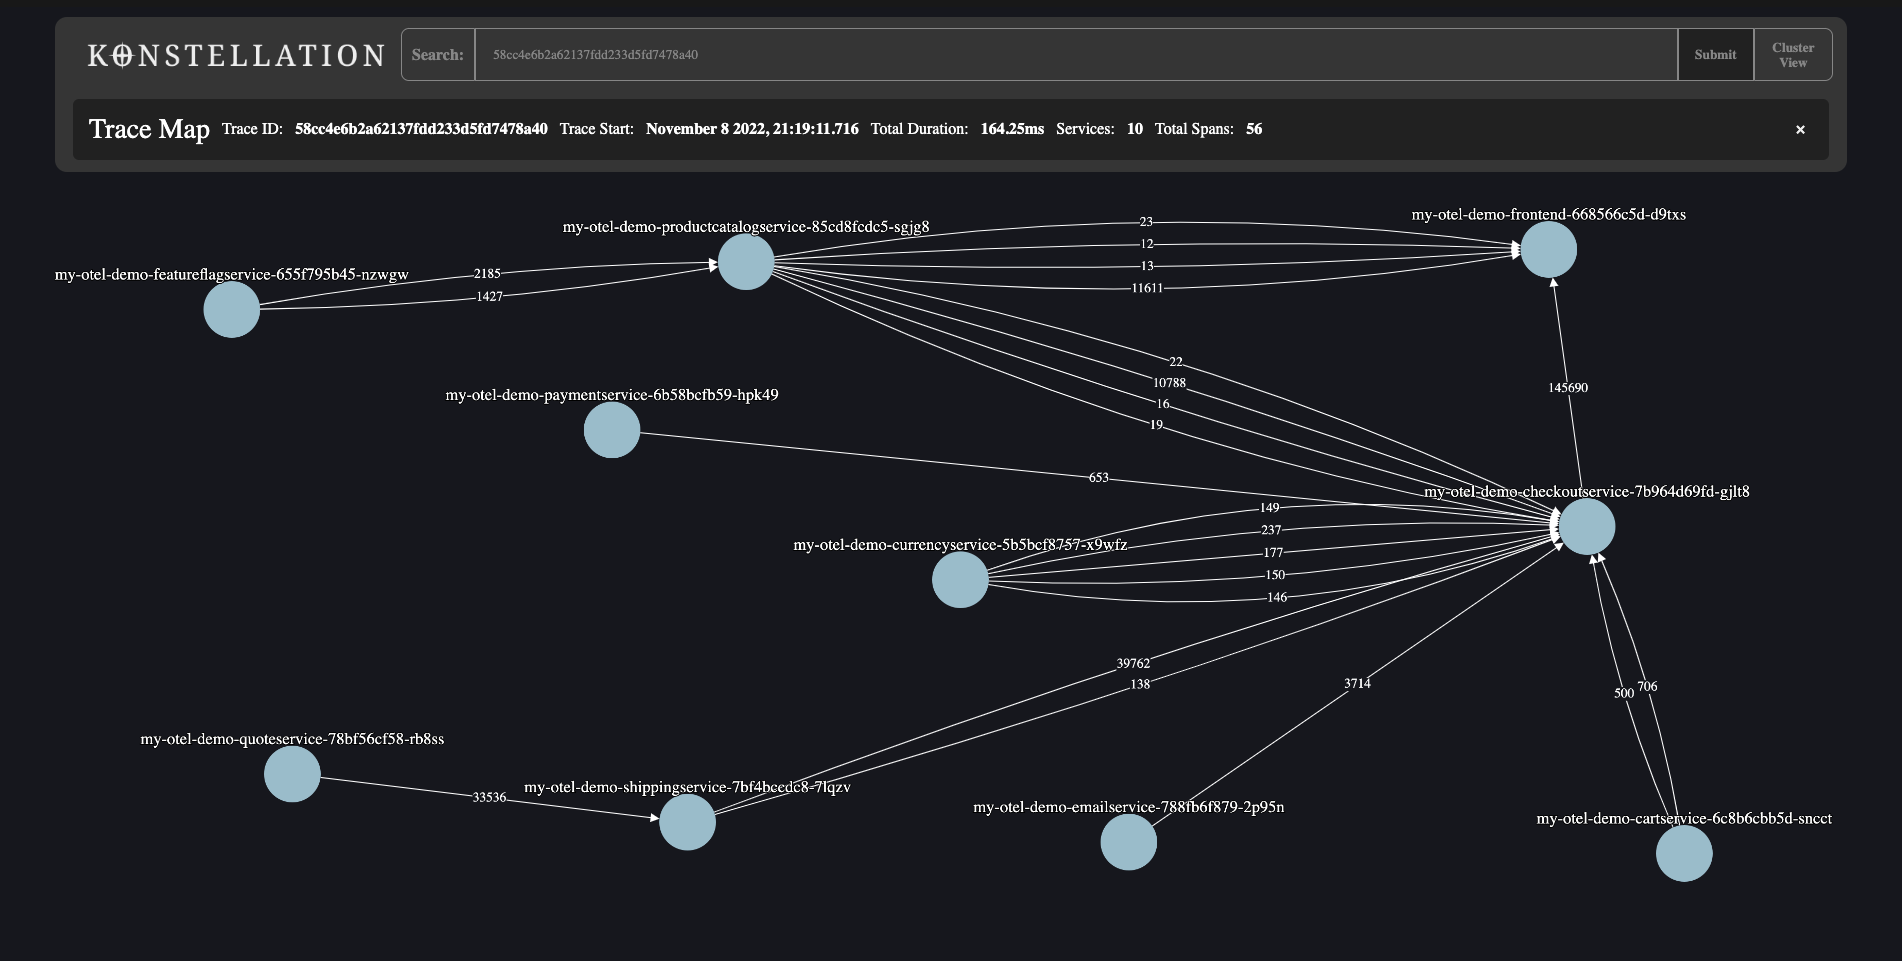 KONSTELLATION
Search:
58cc4e6b2a62137fdd233d5fd7478a40
Submit
Cluster
View
Trace Map Trace ID: 58cc4e6b2a62137fdd233d5fd7478a40 Trace Start: November 8 2022, 21:19:11.716 Total Duration: 164.25ms Services: 10 Total Spans: 56 ×
my-otel-demo-frontend-668566c5d-d9txs
my-otel-demo-productcatalogservice-85cd8fcdc5-sgjg8
23
12
13
11611
my-otel-demo-featureflagservice-655f795b45-nzwgw
2185
1427
22
10788
16
19
145690
my-otel-demo-paymentservice-6b58bcfb59-hpk49
653
my-otel-demo-checkoutservice-7b964d69fd-gjlt8
149
237
177
150
146
my-otel-demo-currencyservice-5b5bcf8757-x9wfz
39762
138
3714
500
706
my-otel-demo-quoteservice-78bf56cf58-rb8ss
33536
my-otel-demo-shippingservice-7bf4bccdc8-7lqzv
my-otel-demo-emailservice-788fb6f879-2p95n
my-otel-demo-cartservice-6c8b6cbb5d-sncct